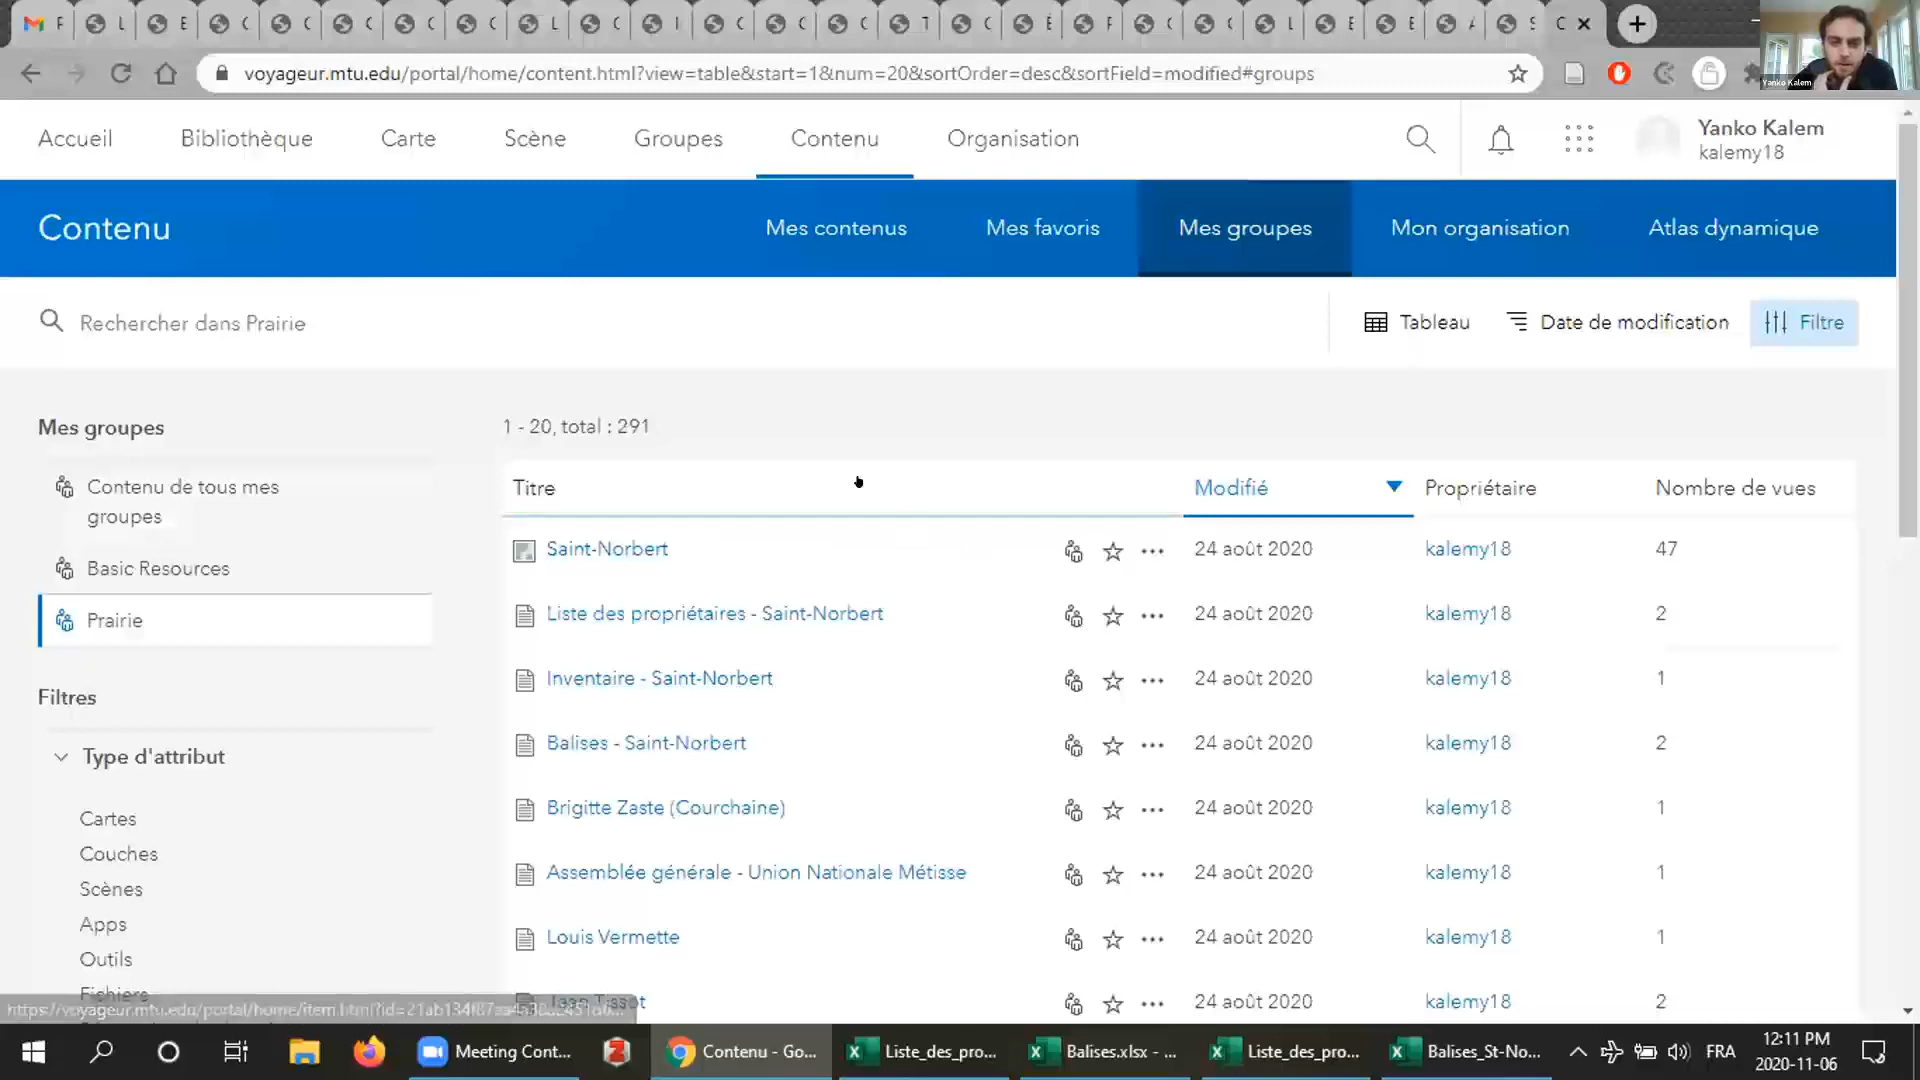 voyageur.mtu.edu/portal/home/content.html?view=table&start=1&num=20&sortOrder=desc&sortField=modified#groups
Yanko Kalem
Accueil Bibliothèque Carte Scène Groupes Contenu Organisation
Yanko Kalem
kalemy18
Contenu
Mes contenus Mes favoris Mes groupes Mon organisation Atlas dynamique
Rechercher dans Prairie
Tableau Date de modification Filtre
Mes groupes
Contenu de tous mes
groupes
Basic Resources
Prairie
Filtres
Type d'attribut
Cartes
Couches
Scènes
Apps
Outils
Fichiers
1 - 20, total : 291
Titre Modifié Propriétaire Nombre de vues
Saint-Norbert 24 août 2020 kalemy18 47
Liste des propriétaires - Saint-Norbert 24 août 2020 kalemy18 2
Inventaire - Saint-Norbert 24 août 2020 kalemy18 1
Balises - Saint-Norbert 24 août 2020 kalemy18 2
Brigitte Zaste (Courchaine) 24 août 2020 kalemy18 1
Assemblée générale - Union Nationale Métisse 24 août 2020 kalemy18 1
Louis Vermette 24 août 2020 kalemy18 1
Tissot 24 août 2020 kalemy18 2
Meeting Cont... Contenu - Go... Liste_des_pro... Balises.xlsx - ... Liste_des_pro... Balises_St-No... FRA
12:11 PM
2020-11-06